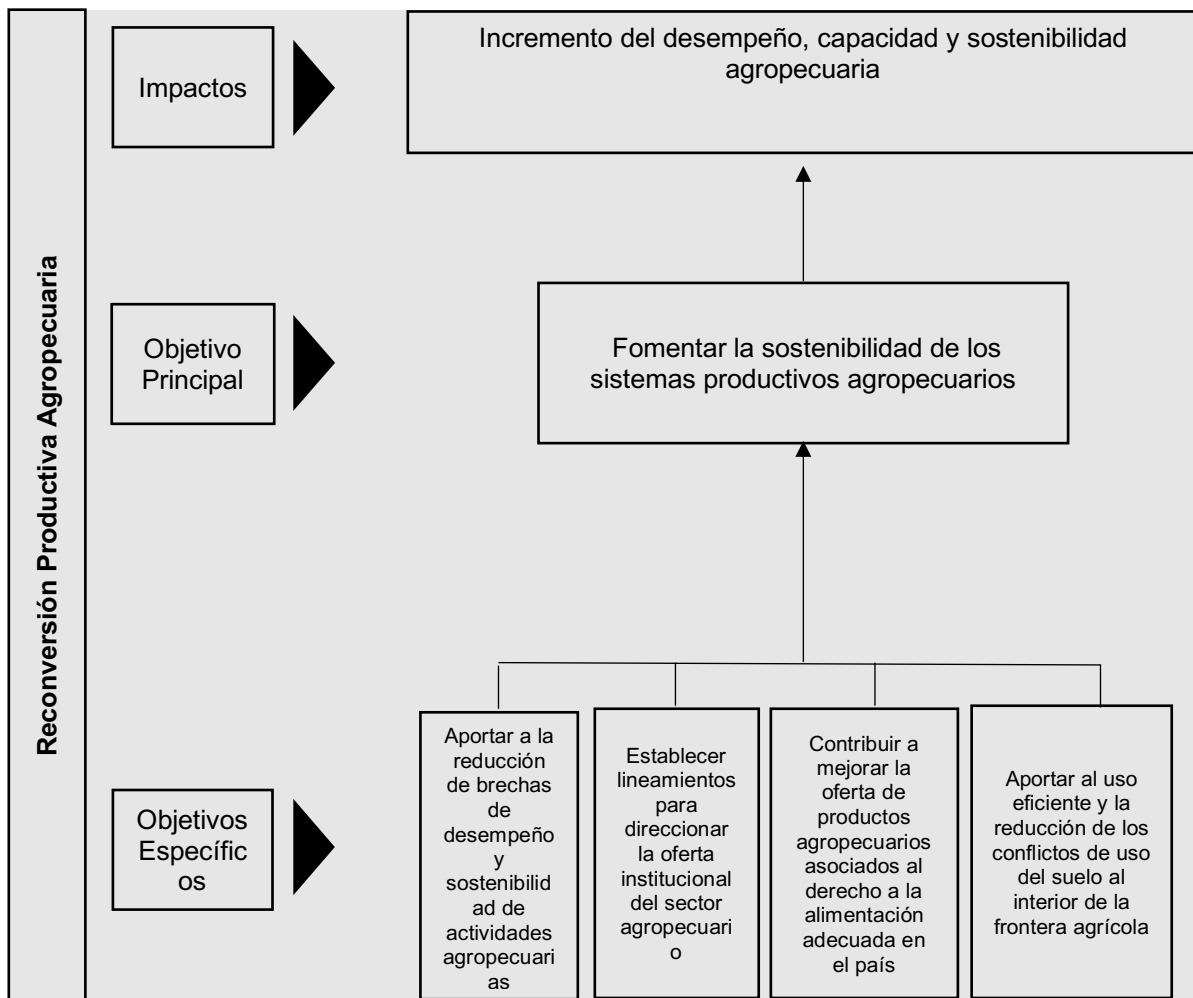 Reconversión Productiva Agropecuaria
Impactos
Incremento del desempeño, capacidad y sostenibilidad
agropecuaria
Objetivo
Principal
Fomentar la sostenibilidad de los
sistemas productivos agropecuarios
Objetivos
Específic
os
Aportar a la
reducción
de brechas
de
desempeño
y
sostenibilid
ad de
actividades
agropecuari
as
Establecer
lineamientos
para
direccionar
la oferta
institucional
del sector
agropecuari
o
Contribuir a
mejorar la
oferta de
productos
agropecuarios
asociados al
derecho a la
alimentación
adecuada en
el país
Aportar al uso
eficiente y la
reducción de los
conflictos de uso
del suelo al
interior de la
frontera agrícola